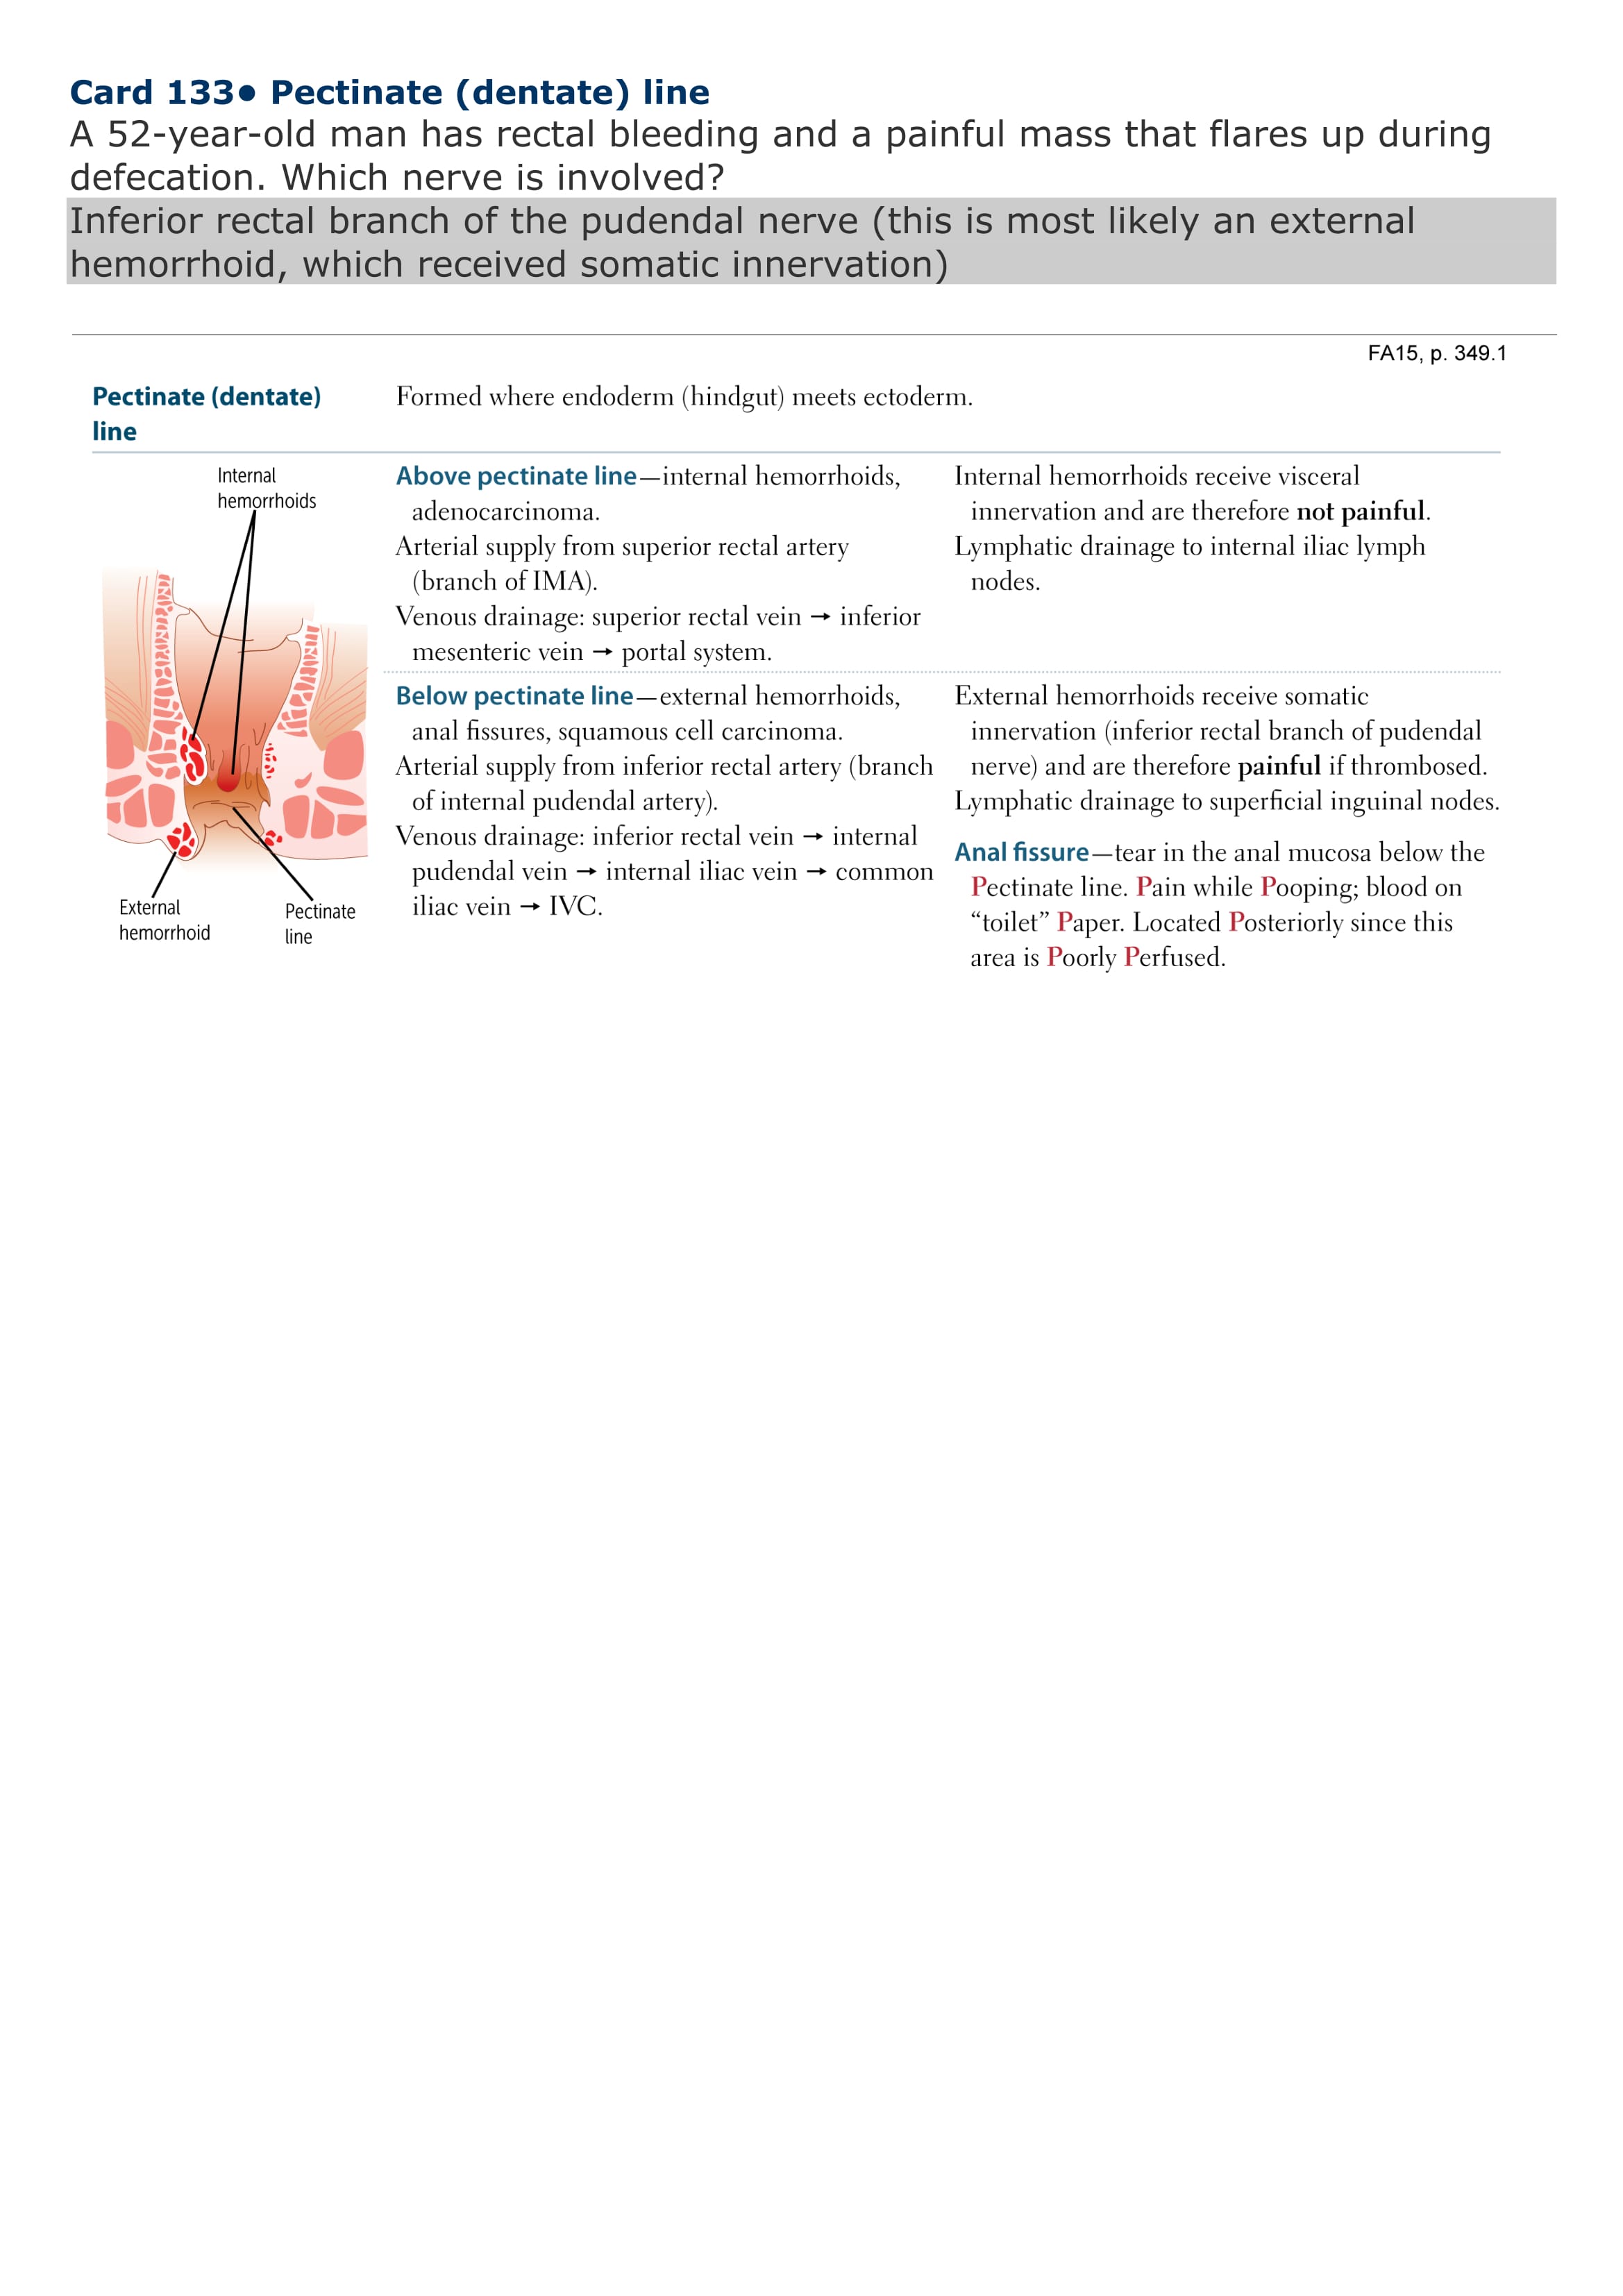 Card 133• Pectinate (dentate) line
A 52-year-old man has rectal bleeding and a painful mass that flares up during
defecation. Which nerve is involved?
Inferior rectal branch of the pudendal nerve (this is most likely an external
hemorrhoid, which received somatic innervation)
FA15, p. 349.1
Pectinate (dentate)
line
Formed where endoderm (hindgut) meets ectoderm.
Internal
hemorrhoids
External
hemorrhoid
Pectinate
line
Above pectinate line—internal hemorrhoids,
adenocarcinoma.
Arterial supply from superior rectal artery
(branch of IMA).
Venous drainage: superior rectal vein → inferior
mesenteric vein → portal system.
Internal hemorrhoids receive visceral
innervation and are therefore not painful.
Lymphatic drainage to internal iliac lymph
nodes.
Below pectinate line—external hemorrhoids,
anal fissures, squamous cell carcinoma.
Arterial supply from inferior rectal artery (branch
of internal pudendal artery).
Venous drainage: inferior rectal vein → internal
pudendal vein → internal iliac vein → common
iliac vein → IVC.
External hemorrhoids receive somatic
innervation (inferior rectal branch of pudendal
nerve) and are therefore painful if thrombosed.
Lymphatic drainage to superficial inguinal nodes.
Anal fissure—tear in the anal mucosa below the
Pectinate line. Pain while Pooping; blood on
“toilet” Paper. Located Posteriorly since this
area is Poorly Perfused.